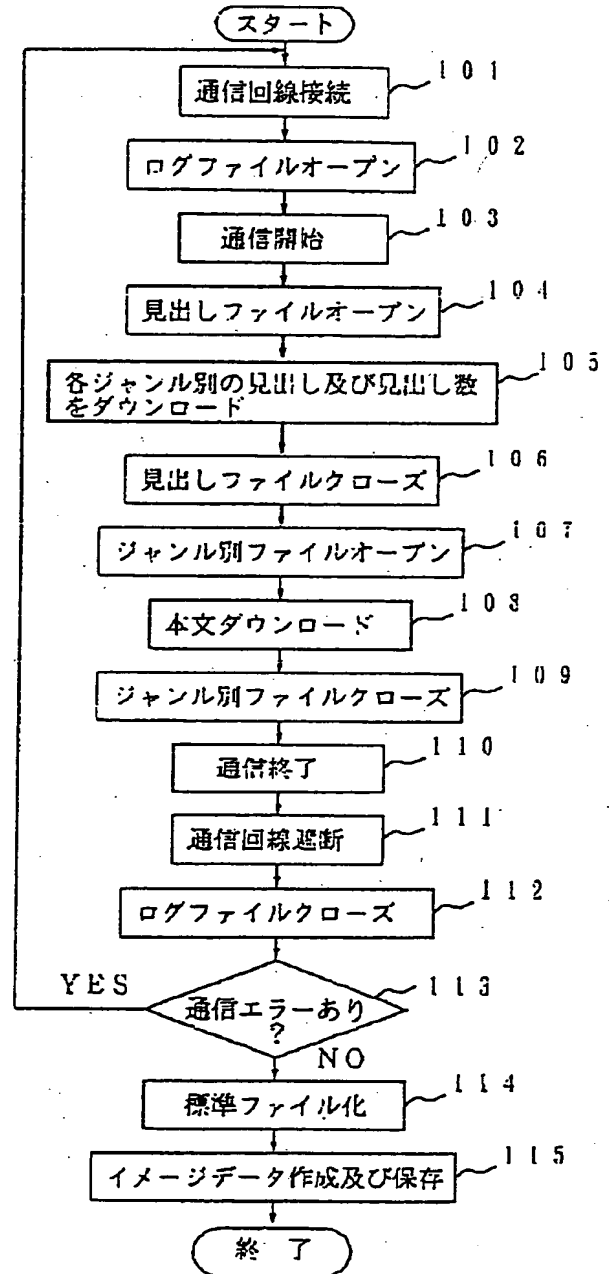 スタート
通信回線接続
101
ログファイルオープン
102
通信開始
103
見出しファイルオープン
104
各ジャンル別の見出し及び見出し数
をダウンロード
105
見出しファイルクローズ
106
ジャンル別ファイルオープン
107
本文ダウンロード
108
ジャンル別ファイルクローズ
109
通信終了
110
通信回線遮断
111
ログファイルクローズ
112
YES
通信エラーあり
?
113
NO
標準ファイル化
114
イメージデータ作成及び保存
115
終 了